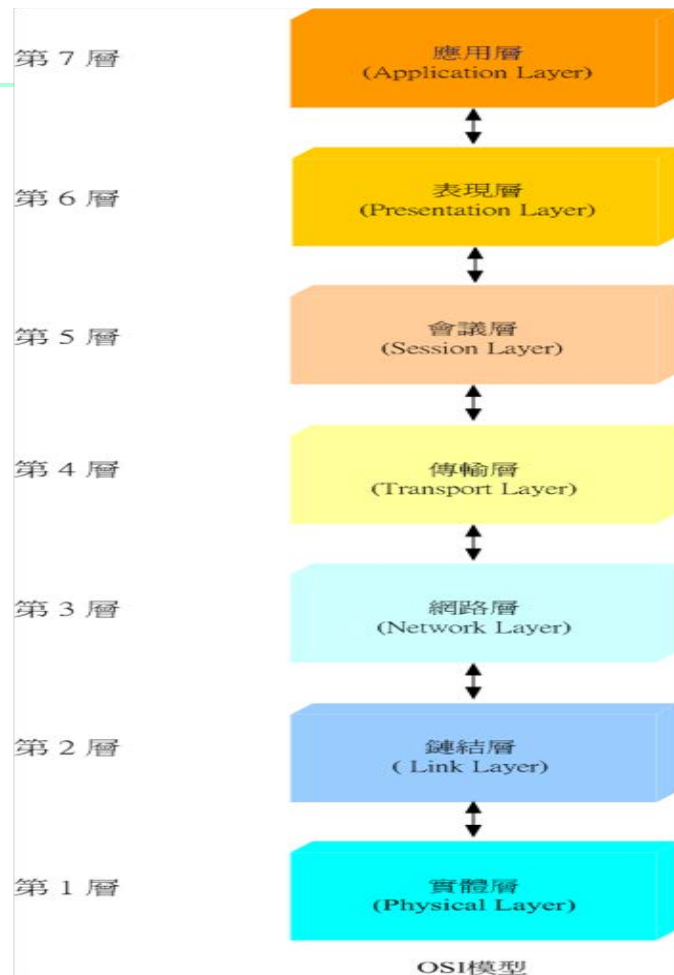 第 7 層
應用層
(Application Layer)
第 6 層
表現層
(Presentation Layer)
第 5 層
會議層
(Session Layer)
第 4 層
傳輸層
(Transport Layer)
第 3 層
網路層
(Network Layer)
第 2 層
鏈結層
( Link Layer)
第 1 層
實體層
(Physical Layer)
OSI模型